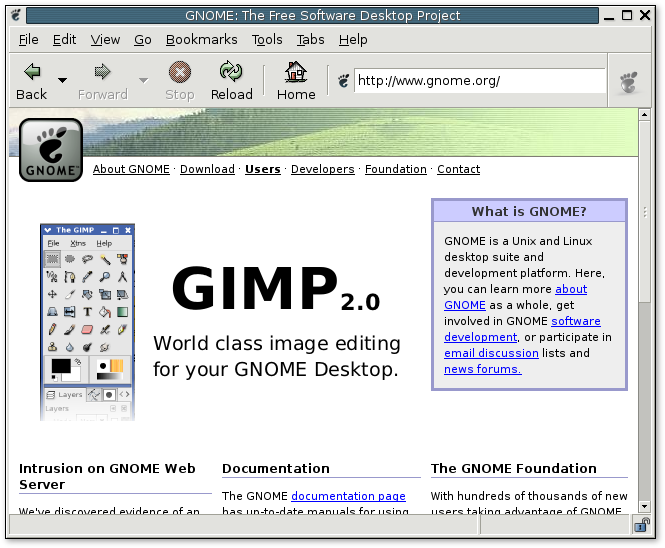 GNOME: The Free Software Desktop Project
File Edit View Go Bookmarks Tools Tabs Help
Back Forward Stop Reload Home http://www.gnome.org/
GNOME
About GNOME · Download · Users · Developers · Foundation · Contact
The GIMP
File Xtns Help
Layers
Layers
GIMP2.0
World class image editing
for your GNOME Desktop.
What is GNOME?
GNOME is a Unix and Linux
desktop suite and
development platform. Here,
you can learn more about
GNOME as a whole, get
involved in GNOME software
development, or participate in
email discussion lists and
news forums.
Intrusion on GNOME Web
Server
We've discovered evidence of an
Documentation
The GNOME documentation page
has up-to-date manuals for using
The GNOME Foundation
With hundreds of thousands of new
users taking advantage of GNOME